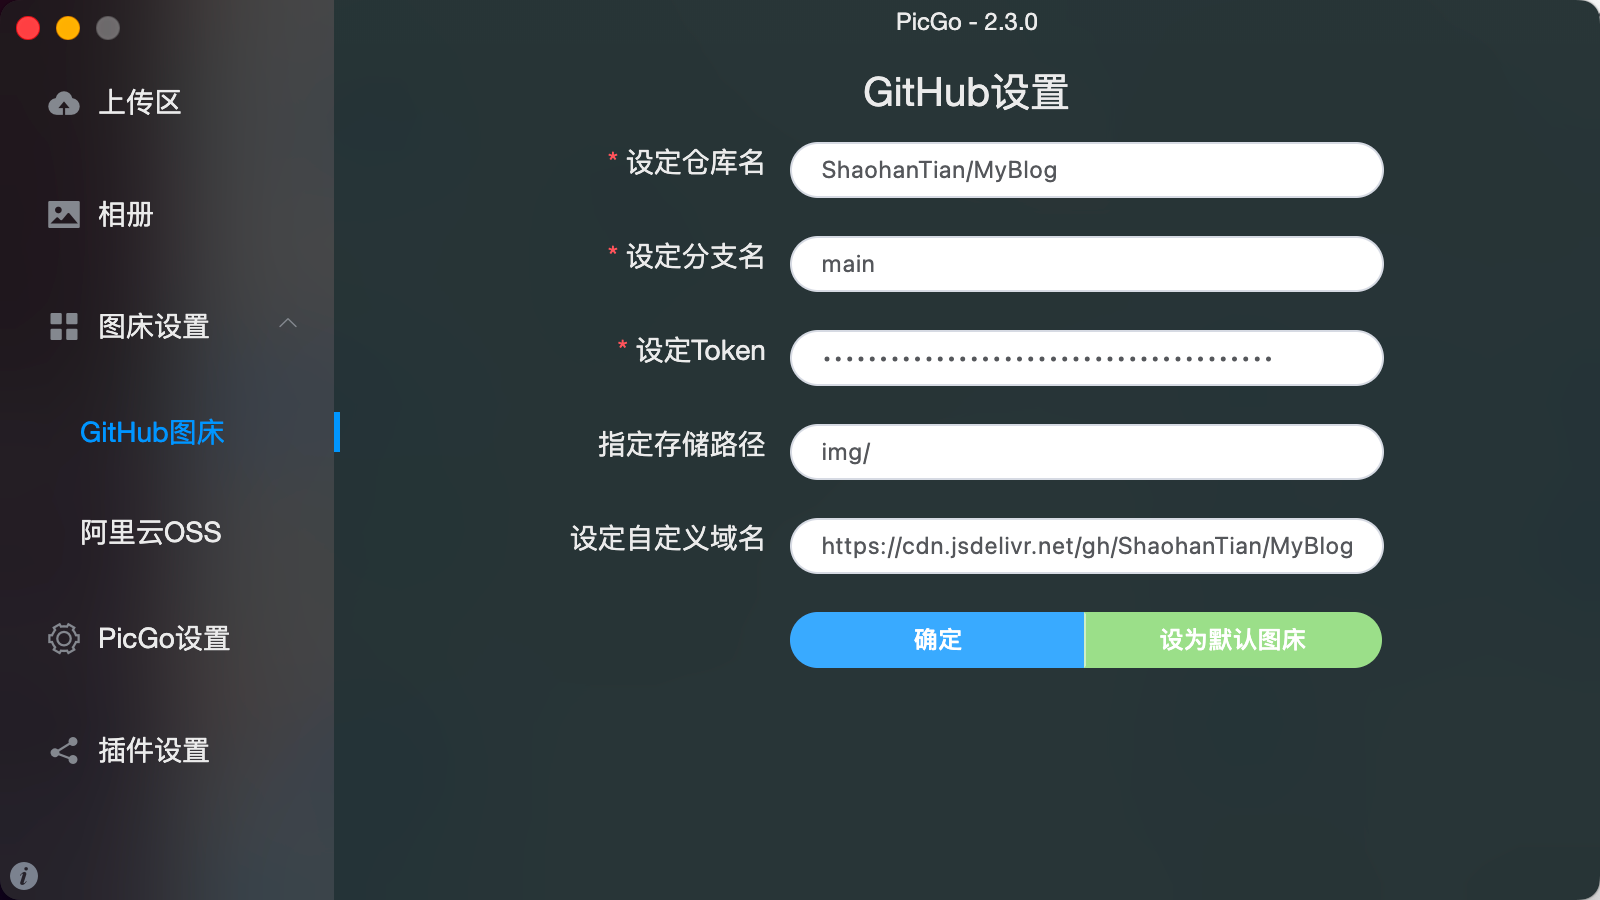 PicGo - 2.3.0
上传区
相册
图床设置
GitHub图床
阿里云OSS
PicGo设置
插件设置
GitHub设置
* 设定仓库名
ShaohanTian/MyBlog
* 设定分支名
main
* 设定Token
••••••••••••••••••••••••••••••••••••••••
指定存储路径
img/
设定自定义域名
https://cdn.jsdelivr.net/gh/ShaohanTian/MyBlog
确定
设为默认图床